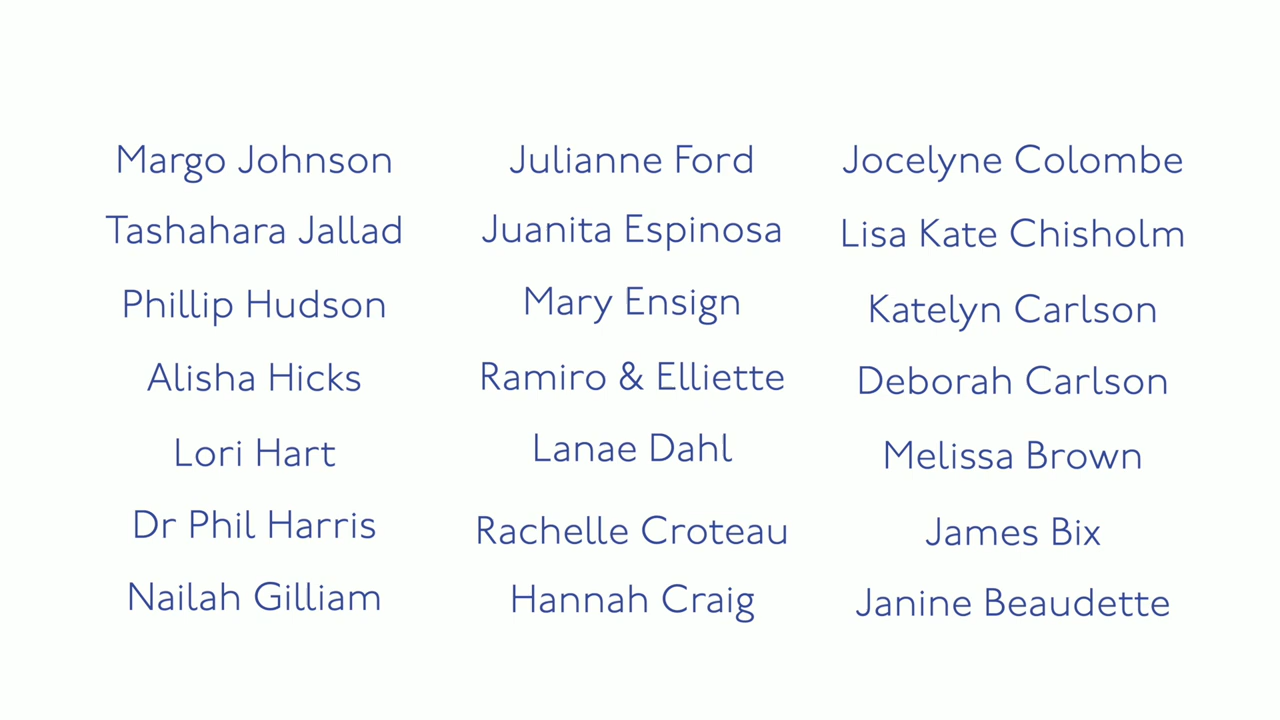 Margo Johnson
Tashahara Jallad
Phillip Hudson
Alisha Hicks
Lori Hart
Dr Phil Harris
Nailah Gilliam
Julianne Ford
Juanita Espinosa
Mary Ensign
Ramiro & Elliette
Lanae Dahl
Rachelle Croteau
Hannah Craig
Jocelyne Colombe
Lisa Kate Chisholm
Katelyn Carlson
Deborah Carlson
Melissa Brown
James Bix
Janine Beaudette